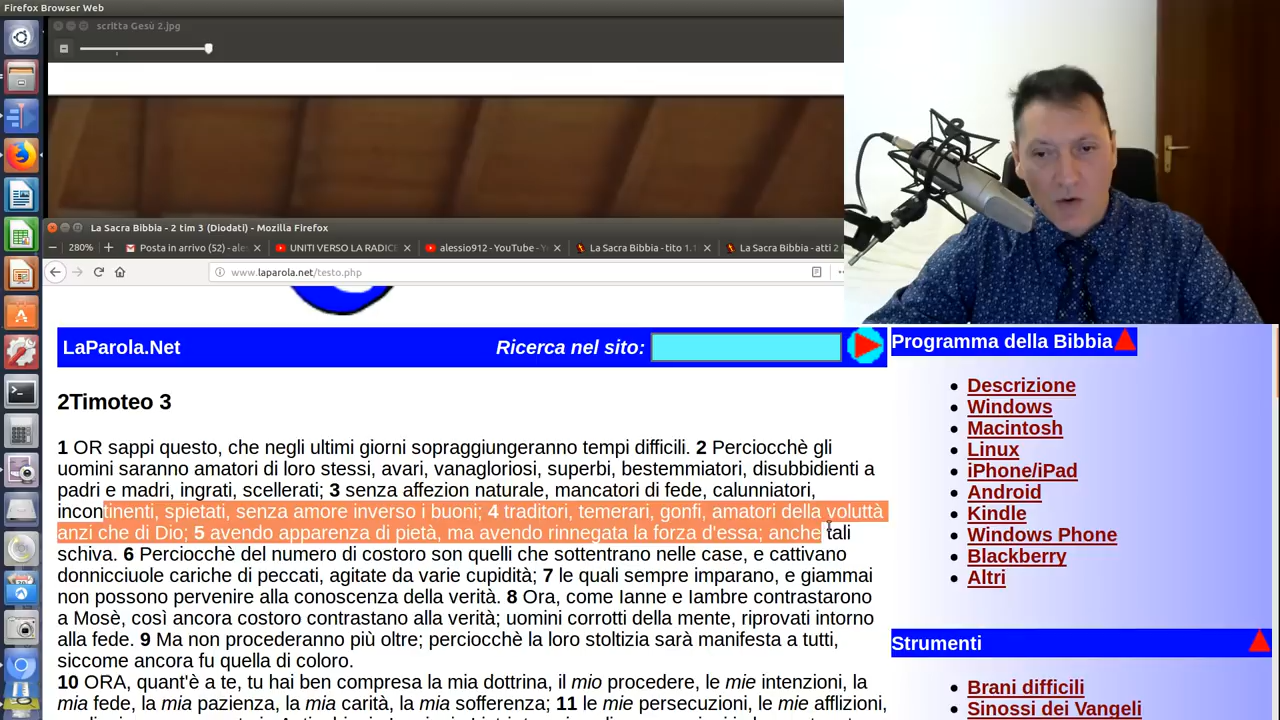 Firefox Browser Web
scritta Gesù 2.jpg
La Sacra Bibbia - 2 tim 3 (Diodati) - Mozilla Firefox
280%
Posta in arrivo (52) - ale
UNITI VERSO LA RADICE
alessio912 - YouTube - Y
La Sacra Bibbia - tito 1.
La Sacra Bibbia - atti 2
www.laparola.net/testo.php
LaParola.Net
Ricerca nel sito:
2Timoteo 3
1 OR sappi questo, che negli ultimi giorni sopraggiungeranno tempi difficili. 2 Perciocchè gli
uomini saranno amatori di loro stessi, avari, vanagloriosi, superbi, bestemmiatori, disubbidienti a
padri e madri, ingrati, scellerati; 3 senza affezion naturale, mancatori di fede, calunniatori,
incontinenti, spietati, senza amore inverso i buoni; 4 traditori, temerari, gonfi, amatori della voluttà
anzi che di Dio; 5 avendo apparenza di pietà, ma avendo rinnegata la forza d'essa; anche tali
schiva. 6 Perciocchè del numero di costoro son quelli che sottentrano nelle case, e cattivano
donnicciuole cariche di peccati, agitate da varie cupidità; 7 le quali sempre imparano, e giammai
non possono pervenire alla conoscenza della verità. 8 Ora, come Ianne e Iambre contrastarono
a Mosè, così ancora costoro contrastano alla verità; uomini corrotti della mente, riprovati intorno
alla fede. 9 Ma non procederanno più oltre; perciocchè la loro stoltizia sarà manifesta a tutti,
siccome ancora fu quella di coloro.
10 ORA, quant'è a te, tu hai ben compresa la mia dottrina, il mio procedere, le mie intenzioni, la
mia fede, la mia pazienza, la mia carità, la mia sofferenza; 11 le mie persecuzioni, le mie afflizioni,
Programma della Bibbia
Descrizione
Windows
Macintosh
Linux
iPhone/iPad
Android
Kindle
Windows Phone
Blackberry
Altri
Strumenti
Brani difficili
Sinossi dei Vangeli